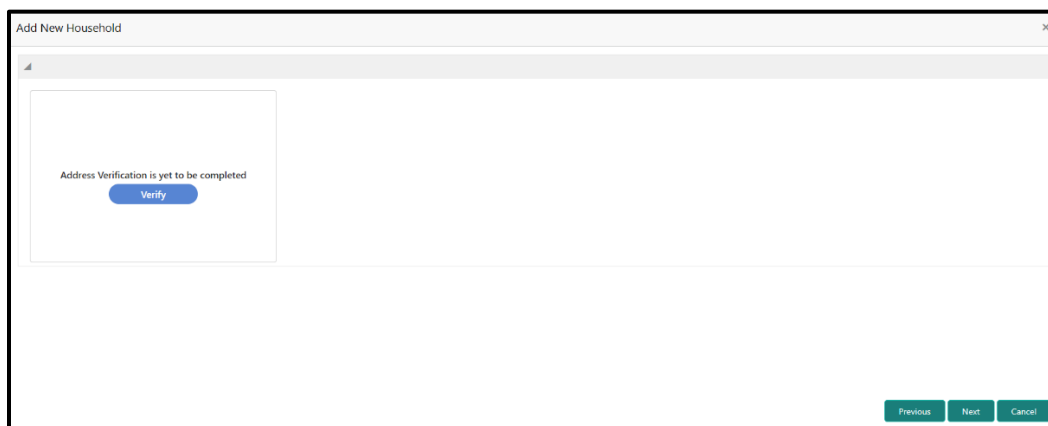 Add New Household
Address Verification is yet to be completed
Verify
Previous Next Cancel